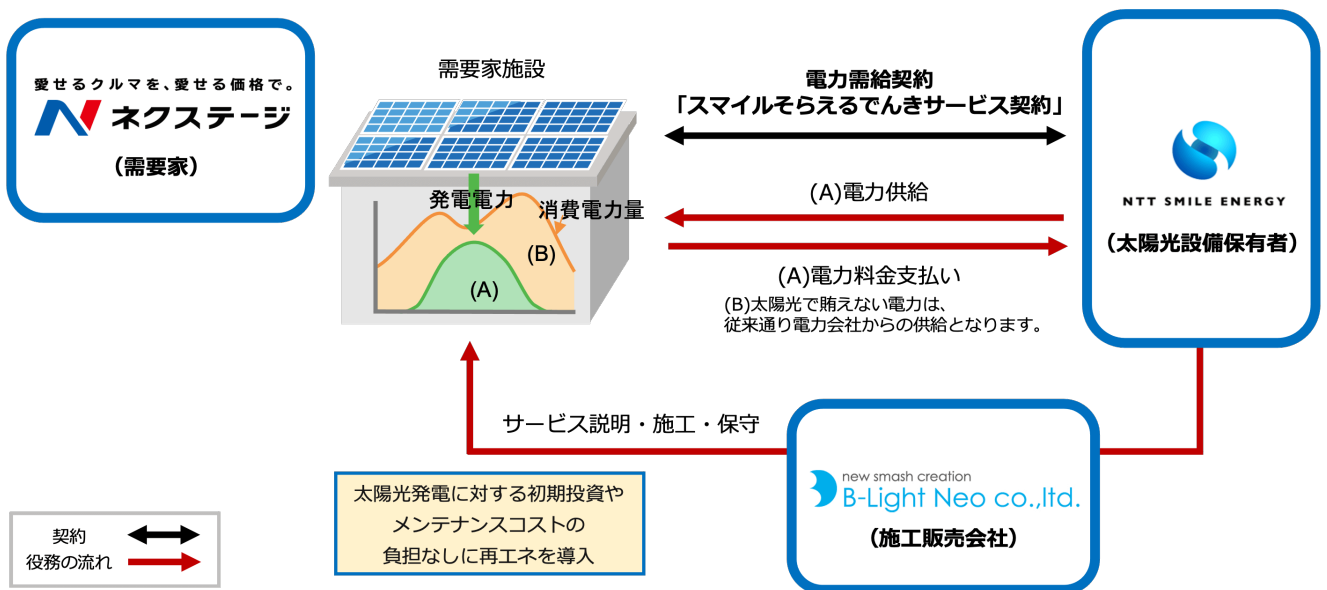 愛せるクルマを、愛せる価格で。
ネクステージ
（需要家）
需要家施設
発電電力
消費電力量
(B)
(A)
電力需給契約
「スマイルそらえるでんきサービス契約」
(A)電力供給
(A)電力料金支払い
(B)太陽光で賄えない電力は、
従来通り電力会社からの供給となります。
NTT SMILE ENERGY
（太陽光設備保有者）
サービス説明・施工・保守
new smash creation
B-Light Neo co.,ltd.
（施工販売会社）
太陽光発電に対する初期投資や
メンテナンスコストの
負担なしに再エネを導入
契約
役務の流れ